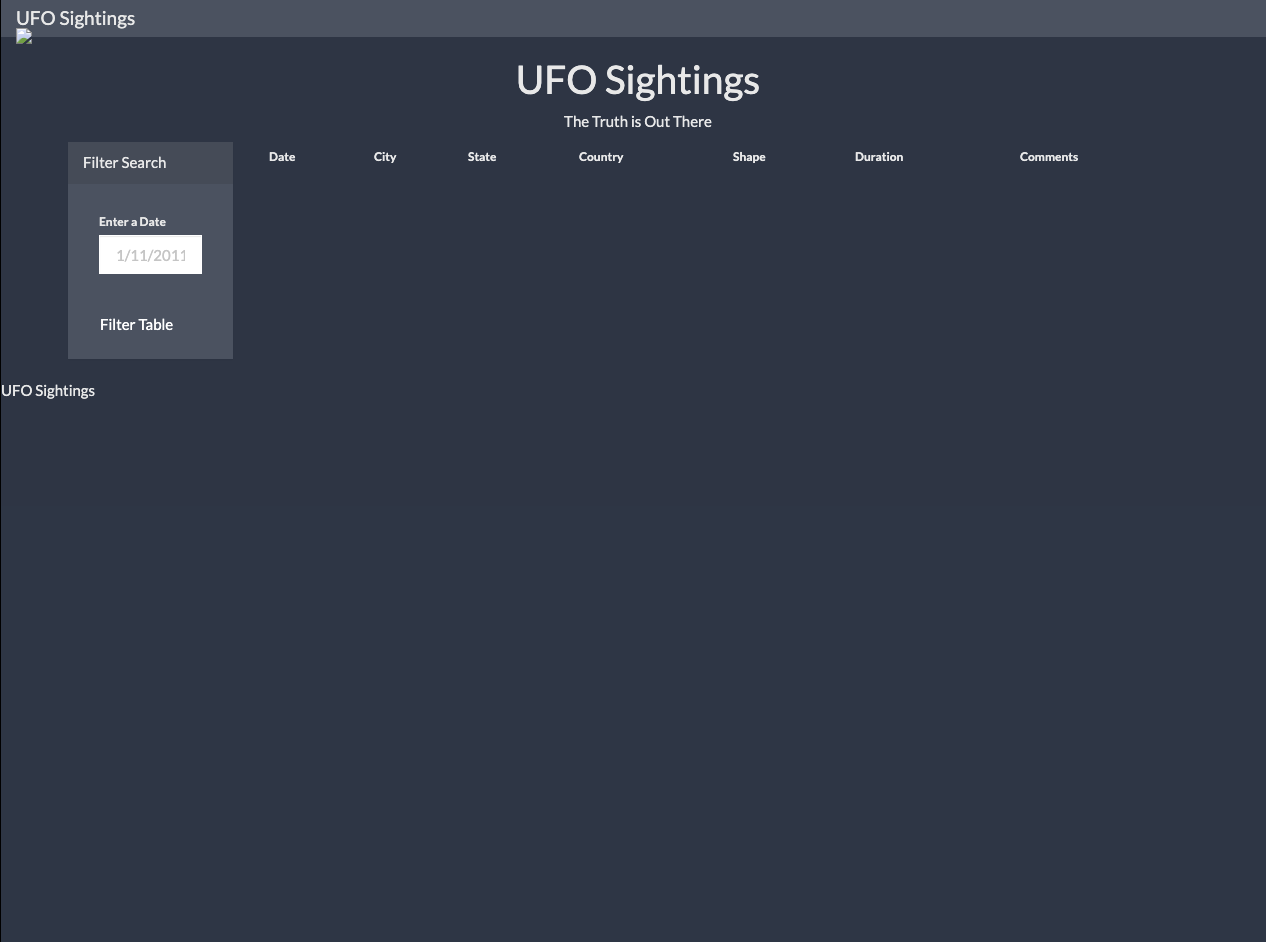 UFO Sightings
UFO Sightings
The Truth is Out There
Filter Search
Date City State Country Shape Duration Comments
Enter a Date
1/11/2011
Filter Table
UFO Sightings